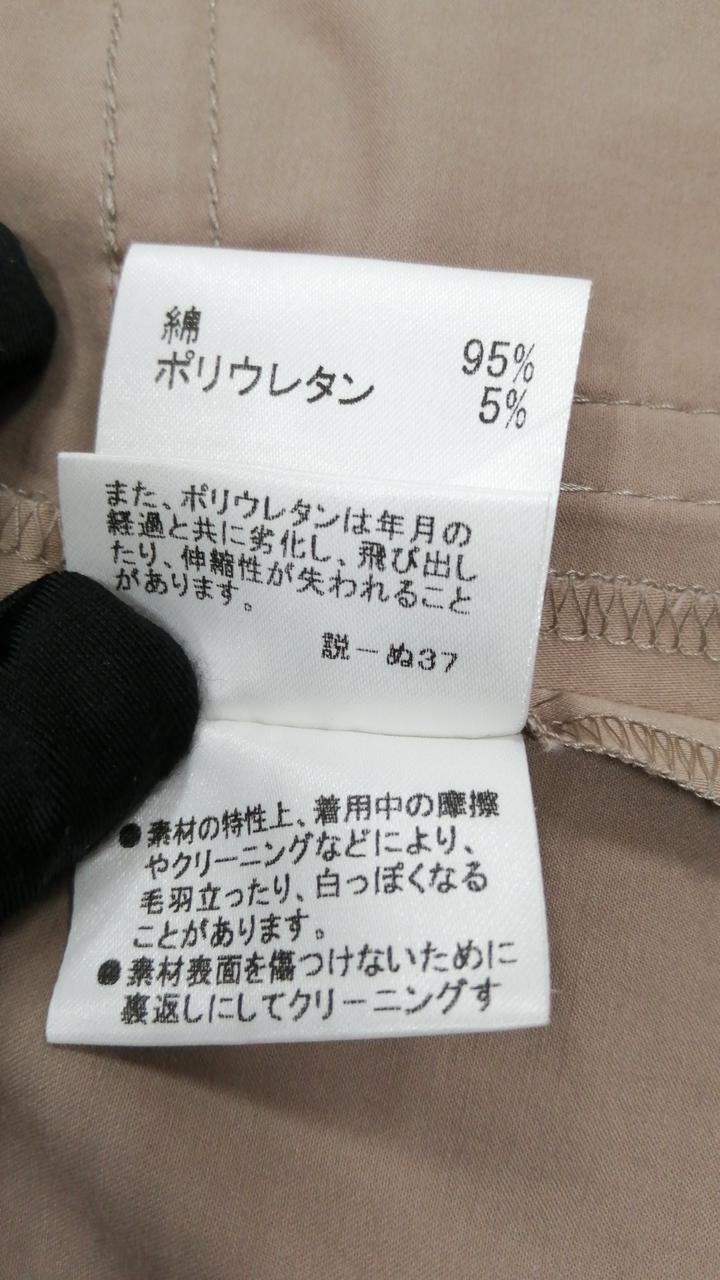 綿 95%
ポリウレタン 5%
また、ポリウレタンは年月の
経過と共に劣化し、飛び出し
たり、伸縮性が失われること
があります。
説ーぬ37
●素材の特性上、着用中の摩擦
やクリーニングなどにより、
毛羽立ったり、白っぽくなる
ことがあります。
●素材表面を傷つけないために
裏返しにしてクリーニングす